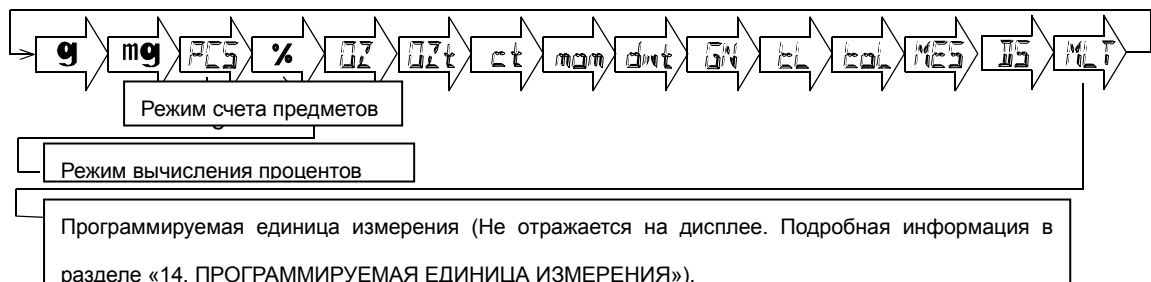 g mg PCS % OZ OZt ct mom dwt GN tL toL MES DS MLT
Режим счета предметов
Режим вычисления процентов
Программируемая единица измерения (Не отражается на дисплее. Подробная информация в
разделе «14. ПРОГРАММИРУЕМАЯ ЕДИНИЦА ИЗМЕРЕНИЯ»).